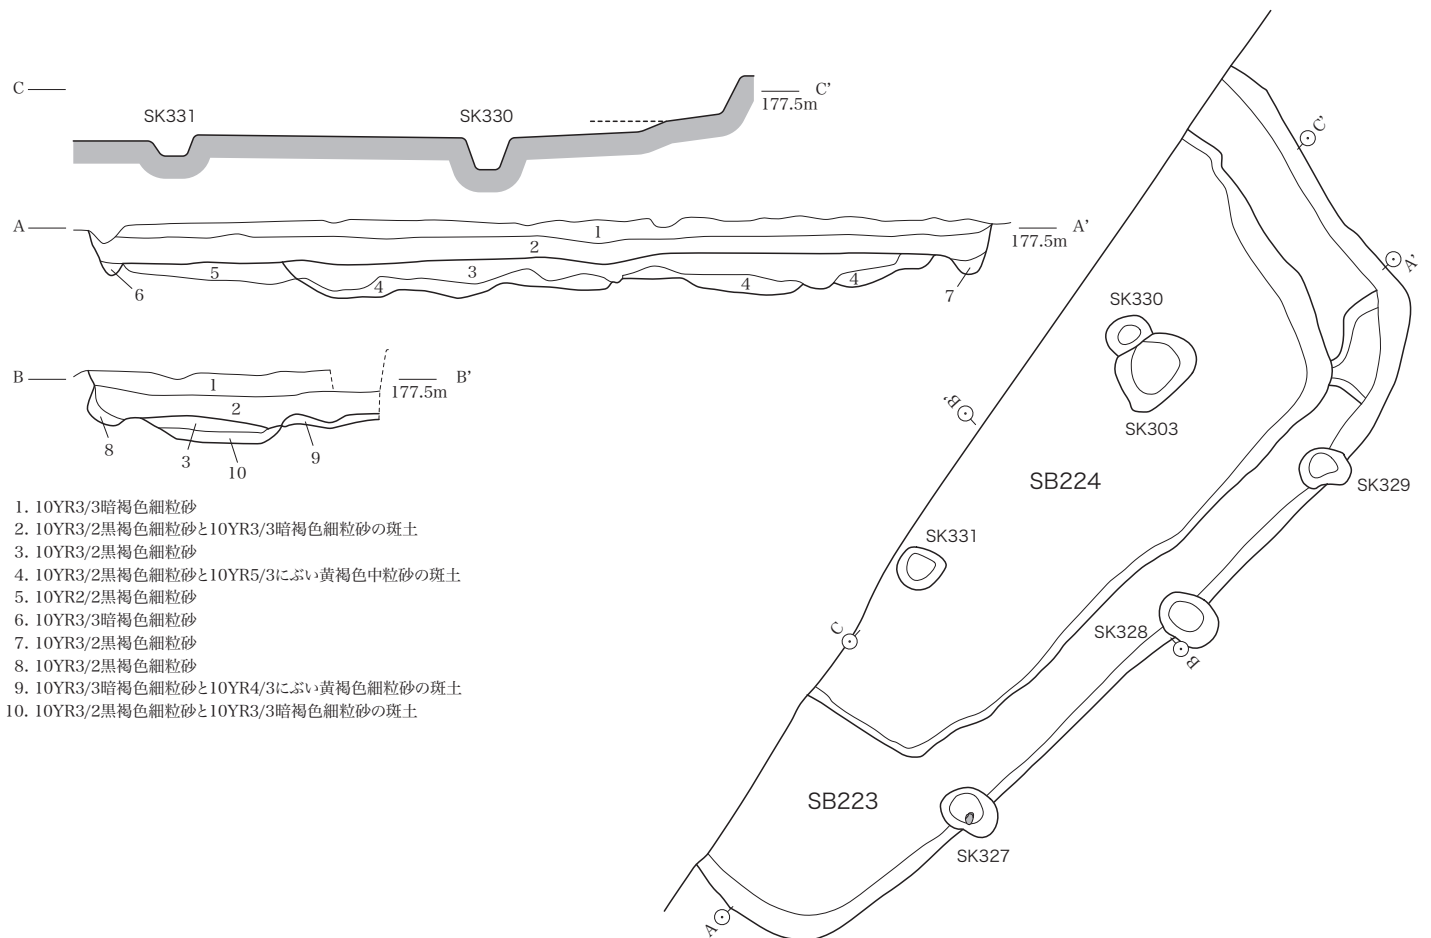 C
C’
177.5m
SK331
SK330
A
A’
177.5m
1
2
3
4
4
4
5
6
7
B
B’
177.5m
1
2
8
3
10
9
1. 10YR3/3暗褐色細粒砂
2. 10YR3/2黒褐色細粒砂と10YR3/3暗褐色細粒砂の斑土
3. 10YR3/2黒褐色細粒砂
4. 10YR3/2黒褐色細粒砂と10YR5/3にぶい黄褐色中粒砂の斑土
5. 10YR2/2黒褐色細粒砂
6. 10YR3/3暗褐色細粒砂
7. 10YR3/2黒褐色細粒砂
8. 10YR3/2黒褐色細粒砂
9. 10YR3/3暗褐色細粒砂と10YR4/3にぶい黄褐色細粒砂の斑土
10. 10YR3/2黒褐色細粒砂と10YR3/3暗褐色細粒砂の斑土
C’
A’
SK330
SK303
B’
SB224
SK329
SK331
C
SK328
B
SB223
SK327
A